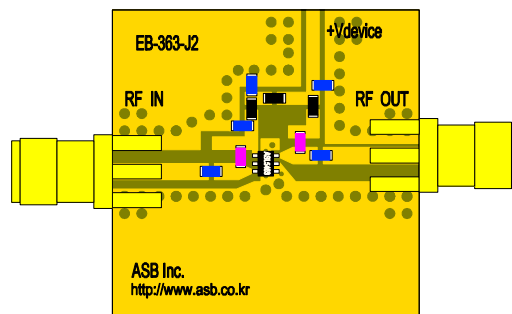 EB-363-J2
+Vdevice
RF IN
RF OUT
ASB Inc.
http://www.asb.co.kr